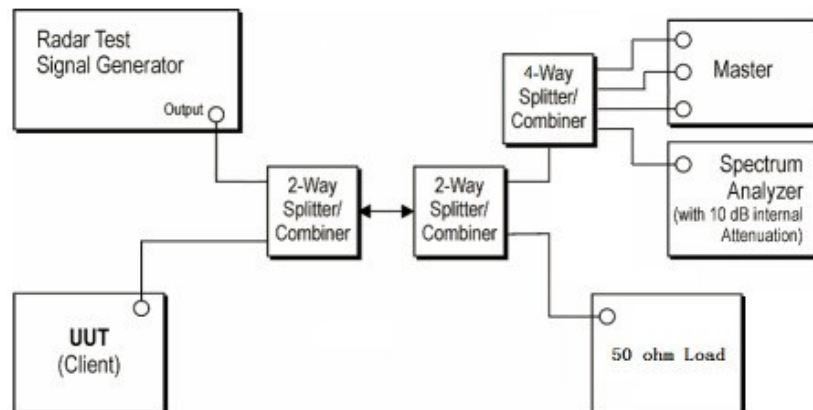 Radar Test
Signal Generator
Output
4-Way
Splitter/
Combiner
Master
Spectrum
Analyzer
(with 10 dB internal
Attenuation)
2-Way
Splitter/
Combiner
2-Way
Splitter/
Combiner
UUT
(Client)
50 ohm Load